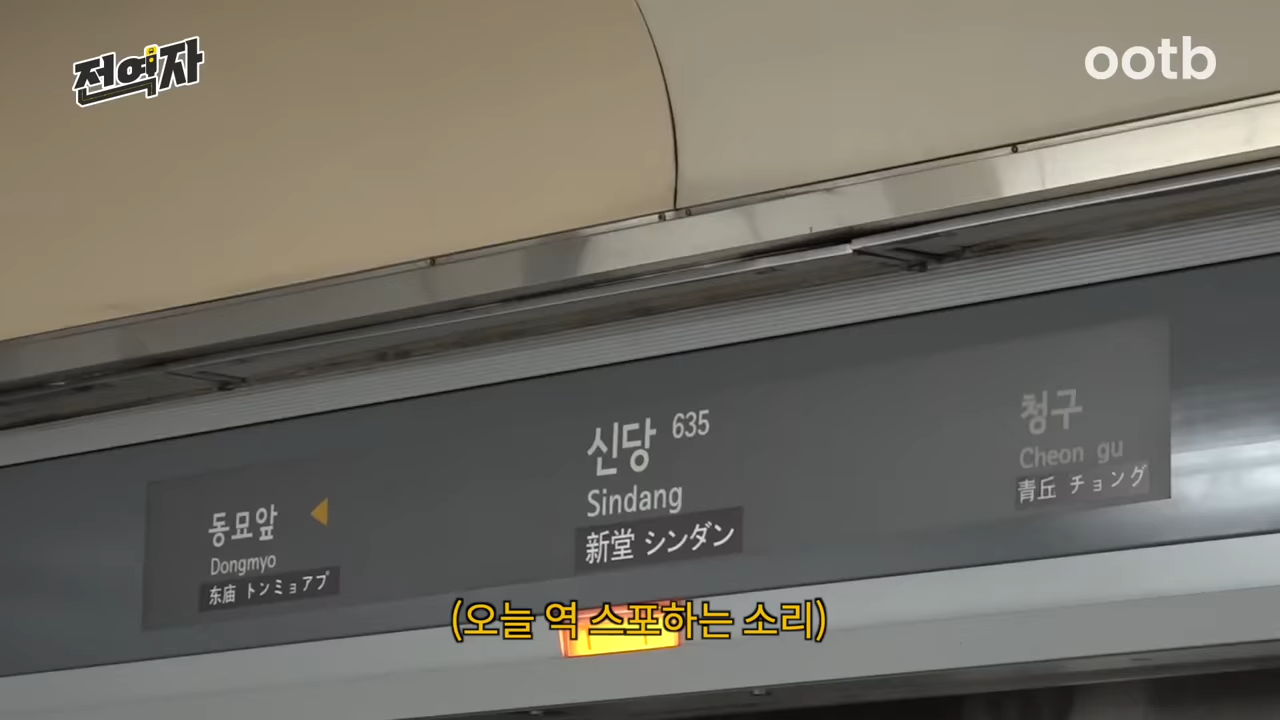 전역자
ootb
신당 635
Sindang
新堂 シンダン
동묘앞
Dongmyo
东庙 トンミョアプ
청구
Cheon gu
青丘 チョング
(오늘 역 스포하는 소리)